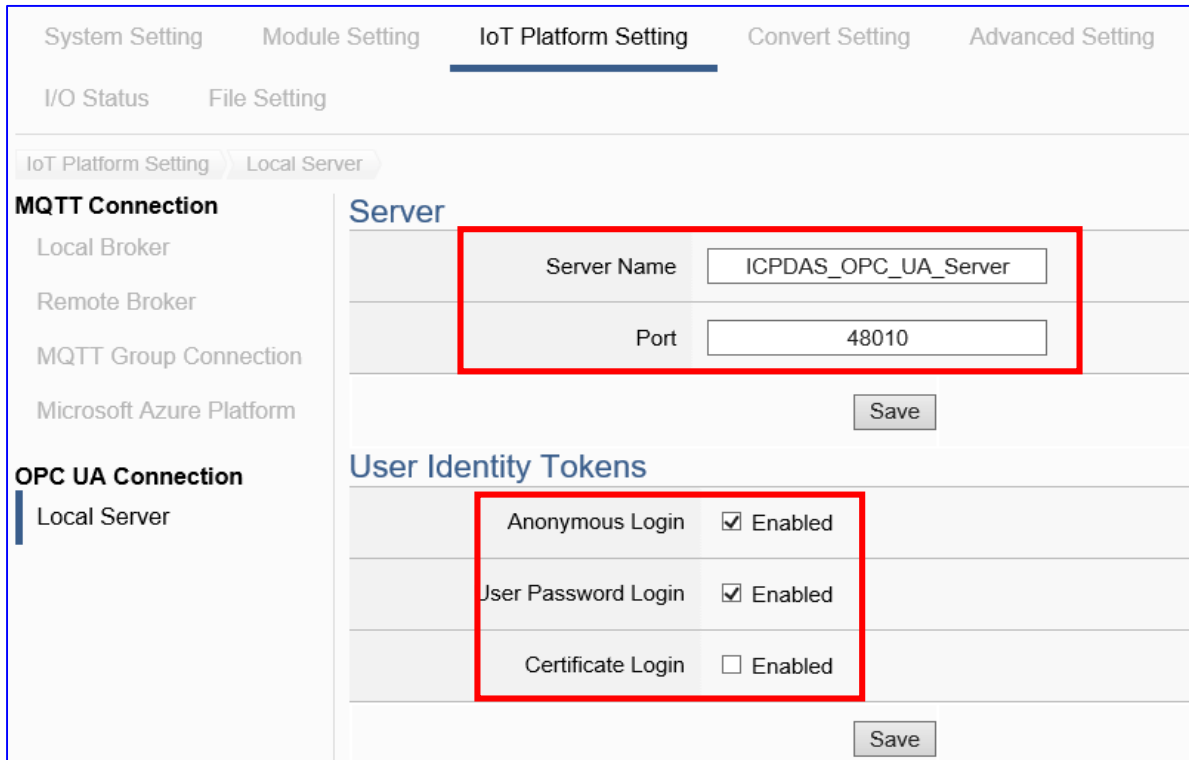 System Setting Module Setting IoT Platform Setting Convert Setting Advanced Setting
I/O Status File Setting
IoT Platform Setting Local Server
MQTT Connection
Local Broker
Remote Broker
MQTT Group Connection
Microsoft Azure Platform
OPC UA Connection
Local Server
Server
Server Name ICPDAS_OPC_UA_Server
Port 48010
Save
User Identity Tokens
Anonymous Login Enabled
User Password Login Enabled
Certificate Login Enabled
Save